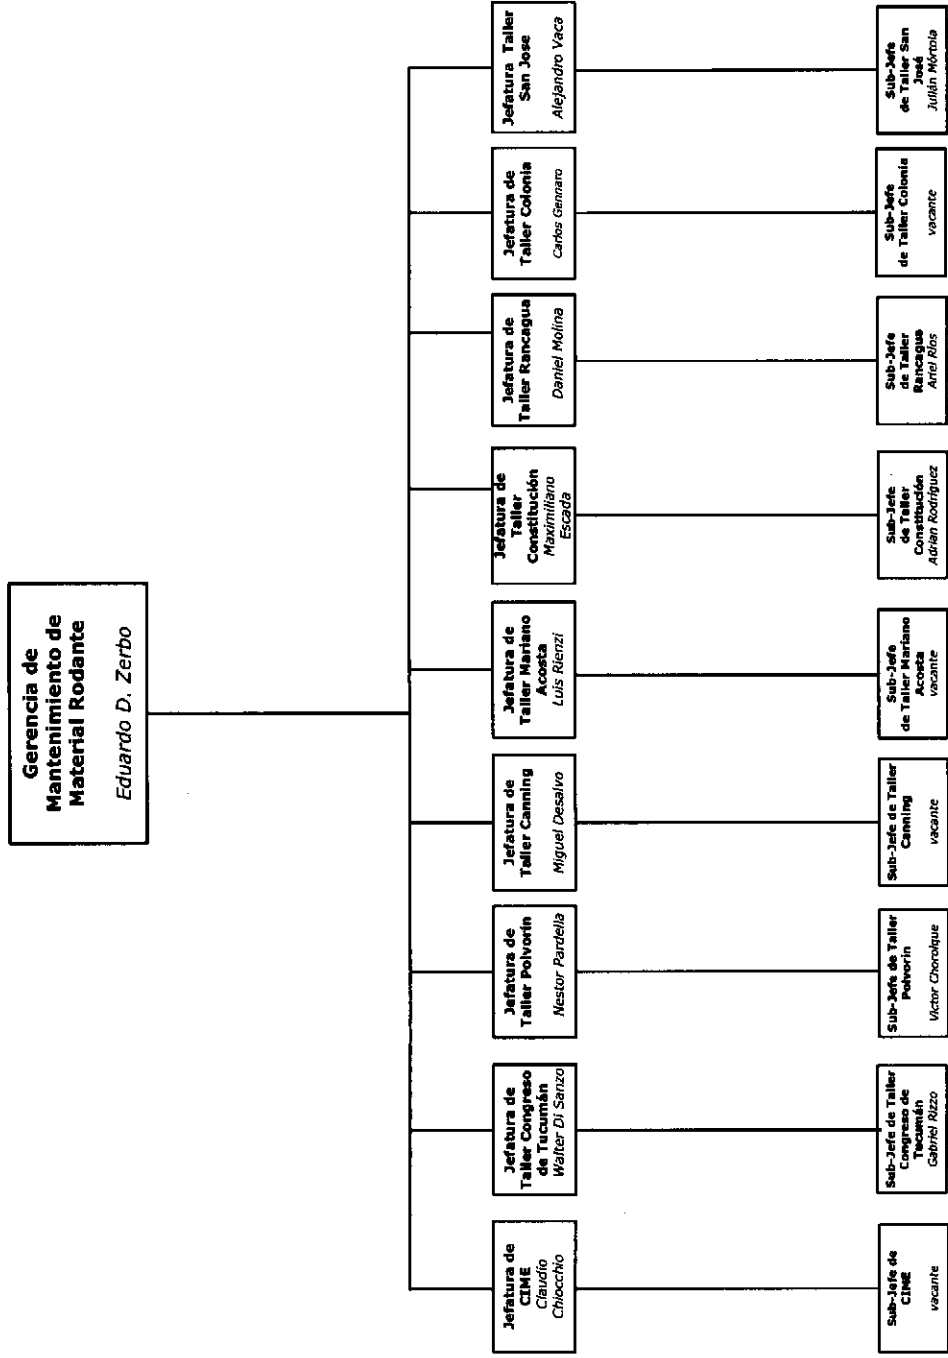 Gerencia de
Mantenimiento de
Material Rodante
Eduardo D. Zerbo
Jefatura de
CIME
Claudio
Chiocchio
Jefatura de
Taller Congreso
de Tucumán
Walter Di Sanzo
Jefatura de
Taller Polvorín
Nestor Pardella
Jefatura de
Taller Canning
Miguel Desalvo
Jefatura de
Taller Mariano
Acosta
Luis Rienzi
Jefatura de
Taller
Constitución
Maximiliano
Escada
Jefatura de
Taller Rancagua
Daniel Molina
Jefatura de
Taller Colonia
Carlos Gennaro
Jefatura Taller
San Jose
Alejandro Vaca
Sub-Jefe de
CIME
vacante
Sub-Jefe de Taller
Congreso de
Tucumán
Gabriel Rizzo
Sub-Jefe de Taller
Polvorín
Victor Chorolque
Sub-Jefe de Taller
Canning
vacante
Sub-Jefe
de Taller Mariano
Acosta
vacante
Sub-Jefe
de Taller
Constitución
Adrian Rodríguez
Sub-Jefe
de Taller
Rancagua
Ariel Ríos
Sub-Jefe
de Taller Colonia
vacante
Sub-Jefe
de Taller San
José
Julián Mórtola